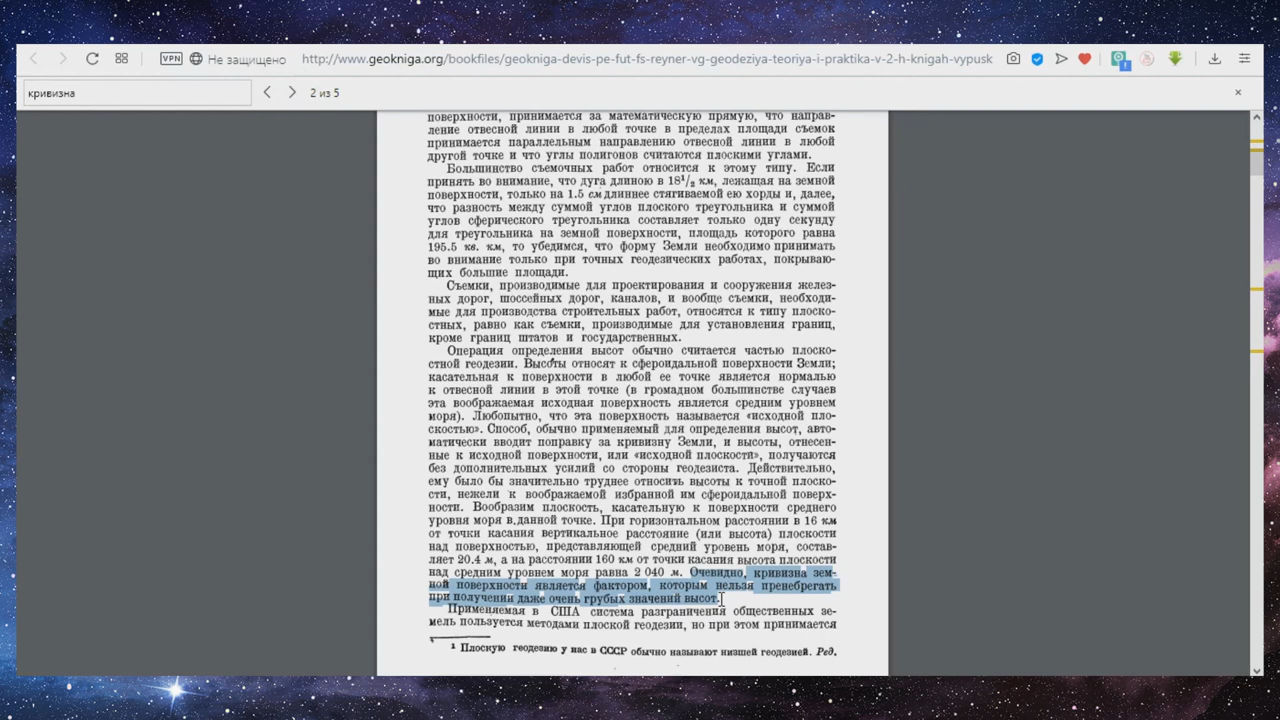 VPN Не защищено http://www.geokniga.org/bookfiles/geokniga-devis-pe-fut-fs-reyner-vg-geodeziya-teoriya-i-praktika-v-2-h-knigah-vypusk
кривизна 2 из 5
поверхности, принимается за математическую прямую, что направ-
ление отвесной линии в любой точке в пределах площади съемок
принимается параллельным направлению отвесной линии в любой
другой точке и что углы полигонов считаются плоскими углами.
Большинство съемочных работ относится к этому типу. Если
принять во внимание, что дуга длиною в 18¹/₂ км, лежащая на земной
поверхности, только на 1.5 см длиннее стягиваемой ею хорды и, далее,
что разность между суммой углов плоского треугольника и суммой
углов сферического треугольника составляет только одну секунду
для треугольника на земной поверхности, площадь которого равна
195.5 кв. км, то убедимся, что форму Земли необходимо принимать
во внимание только при точных геодезических работах, покрываю-
щих большие площади.
Съемки, производимые для проектирования и сооружения желез-
ных дорог, шоссейных дорог, каналов, и вообще съемки, необходи-
мые для производства строительных работ, относятся к типу плоско-
стных, равно как съемки, производимые для установления границ,
кроме границ штатов и государственных.
Операция определения высот обычно считается частью плоско-
стной геодезии. Высоты относят к сфероидальной поверхности Земли;
касательная к поверхности в любой ее точке является нормалью
к отвесной линии в этой точке (в громадном большинстве случаев
эта воображаемая исходная поверхность является средним уровнем
моря). Любопытно, что эта поверхность называется «исходной пло-
скостью». Способ, обычно применяемый для определения высот, авто-
матически вводит поправку за кривизну Земли, и высоты, отнесен-
ные к исходной поверхности, или «исходной плоскости», получаются
без дополнительных усилий со стороны геодезиста. Действительно,
ему было бы значительно труднее относить высоты к точной плоско-
сти, нежели к воображаемой избранной им сфероидальной поверх-
ности. Вообразим плоскость, касательную к поверхности среднего
уровня моря в данной точке. При горизонтальном расстоянии в 16 км
от точки касания вертикальное расстояние (или высота) плоскости
над поверхностью, представляющей средний уровень моря, состав-
ляет 20.4 м, а на расстоянии 160 км от точки касания высота плоскости
над средним уровнем моря равна 2 040 м. Очевидно, кривизна зем-
ной поверхности является фактором, которым нельзя пренебрегать
при получении даже очень грубых значений высот.
Применяемая в США система разграничения общественных зе-
мель пользуется методами плоской геодезии, но при этом принимается
¹ Плоскую геодезию у нас в СССР обычно называют низшей геодезией. Ред.